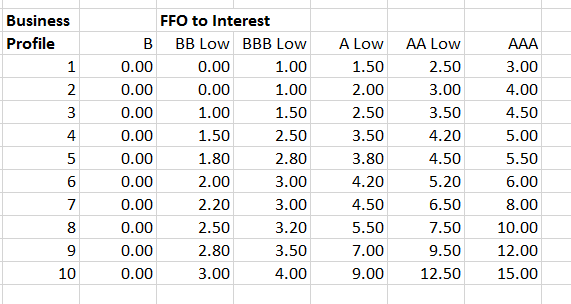 Business FFO to Interest
Profile B BB Low BBB Low A Low AA Low AAA
1 0.00 0.00 1.00 1.50 2.50 3.00
2 0.00 0.00 1.00 2.00 3.00 4.00
3 0.00 1.00 1.50 2.50 3.50 4.50
4 0.00 1.50 2.50 3.50 4.20 5.00
5 0.00 1.80 2.80 3.80 4.50 5.50
6 0.00 2.00 3.00 4.20 5.20 6.00
7 0.00 2.20 3.00 4.50 6.50 8.00
8 0.00 2.50 3.20 5.50 7.50 10.00
9 0.00 2.80 3.50 7.00 9.50 12.00
10 0.00 3.00 4.00 9.00 12.50 15.00